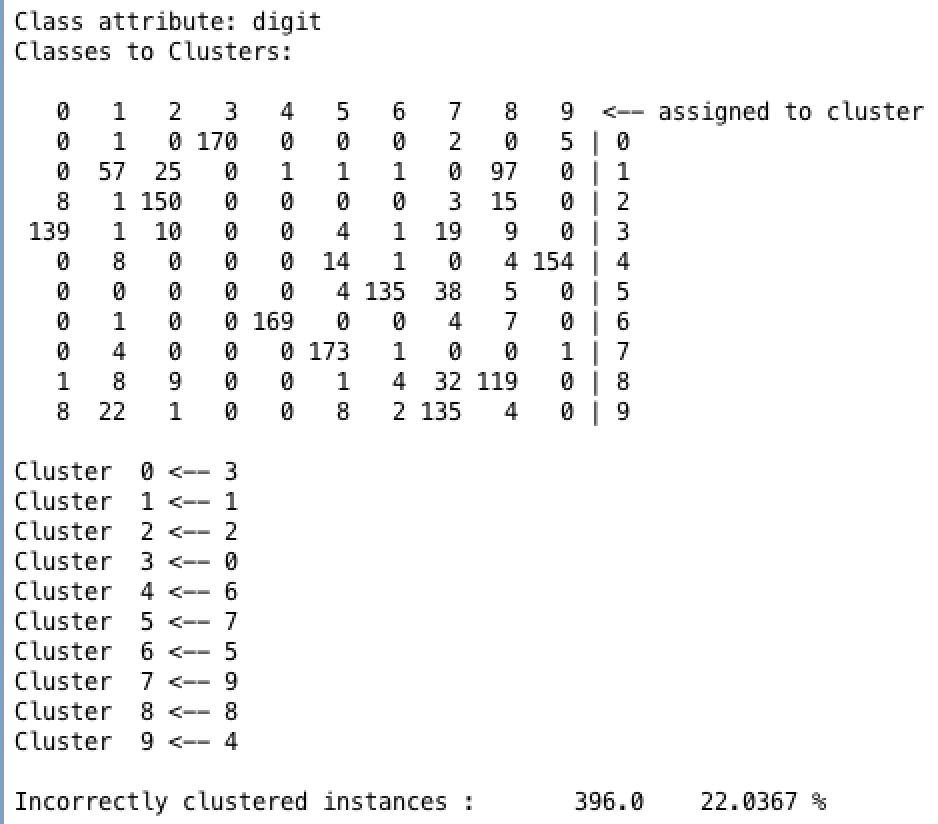 Class attribute: digit
Classes to Clusters:
   0   1   2   3   4   5   6   7   8   9  <-- assigned to cluster
   0   1   0 170   0   0   0   2   0   5 | 0
   0  57  25   0   1   1   1   0  97   0 | 1
   8   1 150   0   0   0   0   3  15   0 | 2
 139   1  10   0   0   4   1  19   9   0 | 3
   0   8   0   0   0  14   1   0   4 154 | 4
   0   0   0   0   0   4 135  38   5   0 | 5
   0   1   0   0 169   0   0   4   7   0 | 6
   0   4   0   0   0 173   1   0   0   1 | 7
   1   8   9   0   0   1   4  32 119   0 | 8
   8  22   1   0   0   8   2 135   4   0 | 9
Cluster  0 <-- 3
Cluster  1 <-- 1
Cluster  2 <-- 2
Cluster  3 <-- 0
Cluster  4 <-- 6
Cluster  5 <-- 7
Cluster  6 <-- 5
Cluster  7 <-- 9
Cluster  8 <-- 8
Cluster  9 <-- 4
Incorrectly clustered instances :       396.0    22.0367 %